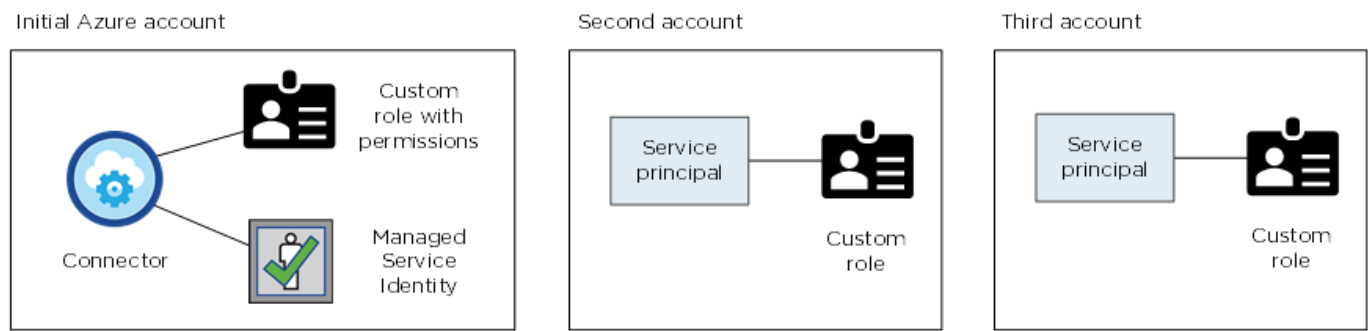 Initial Azure account
Custom
role with
permissions
Connector
Managed
Service
Identity
Second account
Service
principal
Custom
role
Third account
Service
principal
Custom
role